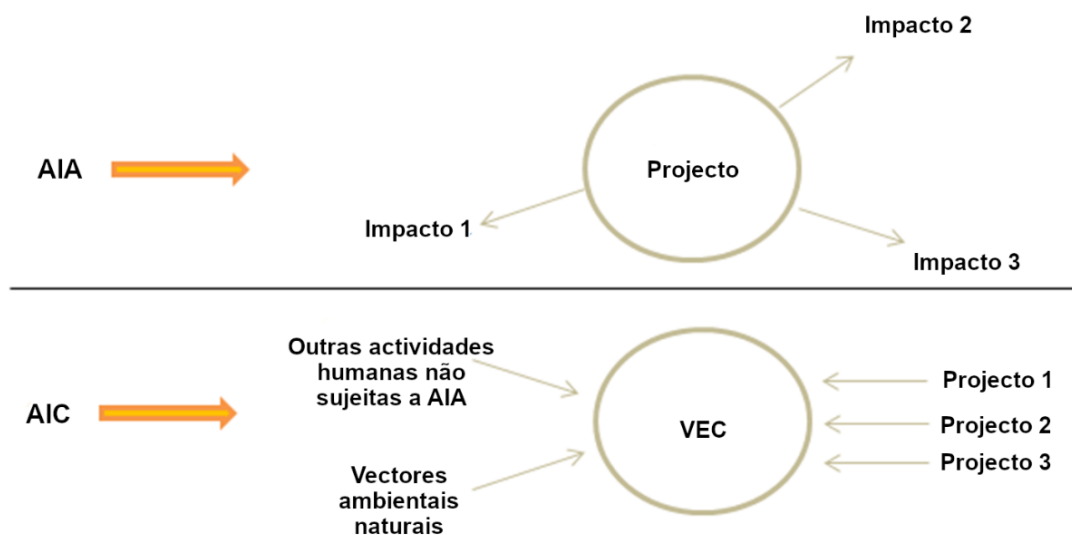 Impacto 2
AIA
Projecto
Impacto 1
Impacto 3
Outras actividades
humanas não
sujeitas a AIA
AIC
VEC
Projecto 1
Projecto 2
Projecto 3
Vectores
ambientais
naturais